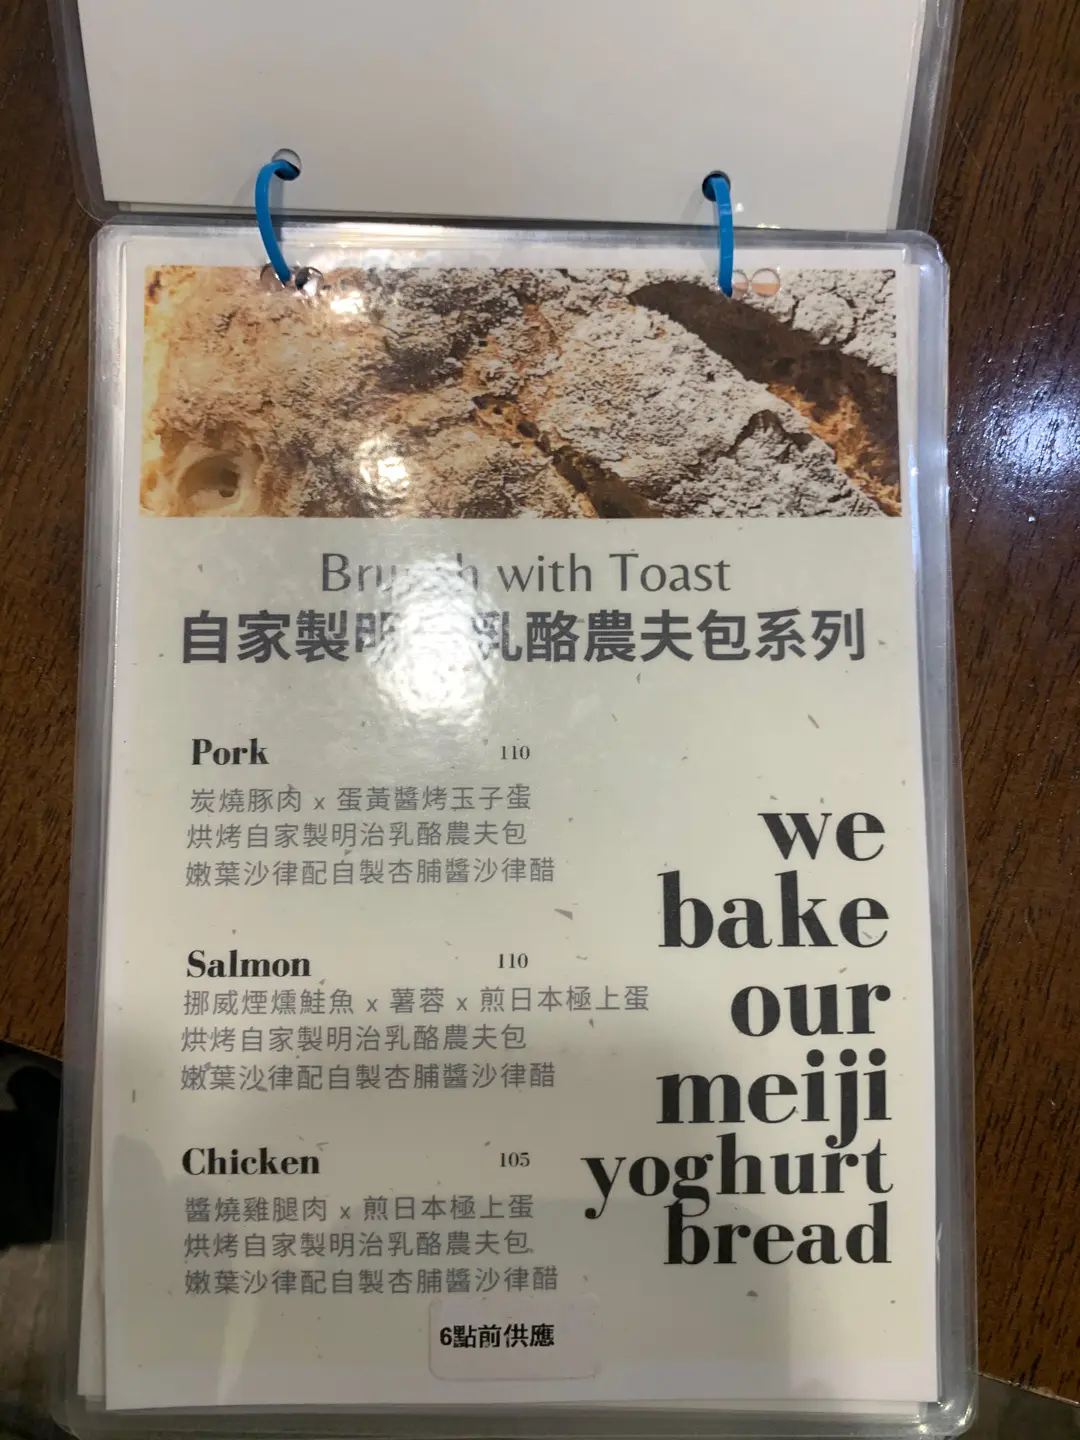 with Toast
自家製明 乳酪農夫包系列
Pork 110
炭燒豚肉 x 蛋黃醬烤玉子蛋
烘烤自家製明治乳酪農夫包
嫩葉沙律配自製杏脯醬沙律醋
Salmon 110
挪威煙燻鮭魚 x 薯蓉 x 煎日本極上蛋
烘烤自家製明治乳酪農夫包
嫩葉沙律配自製杏脯醬沙律醋
Chicken 105
醬燒雞腿肉 x 煎日本極上蛋
烘烤自家製明治乳酪農夫包
嫩葉沙律配自製杏脯醬沙律醋
6點前供應
we
bake
our
meiji
yoghurt
bread